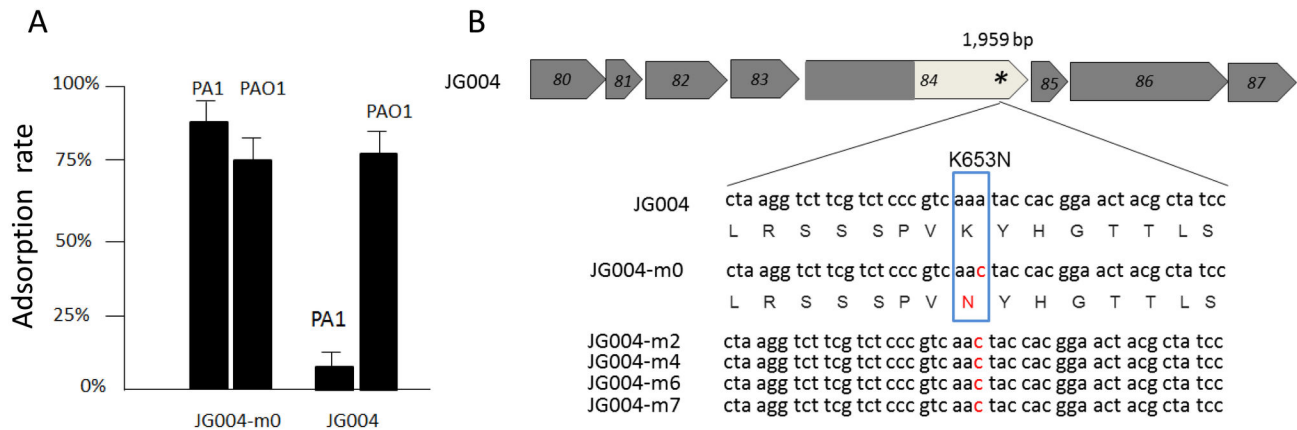 A
Adsorption rate
100%
75%
50%
25%
0%
PA1
PAO1
PA1
PAO1
JG004-m0
JG004
B
1,959 bp
JG004
80
81
82
83
84
*
85
86
87
K653N
JG004 cta agg tct tcg tct ccc gtc aaa tac cac gga act acg cta tcc
L R S S S P V K Y H G T T L S
JG004-m0 cta agg tct tcg tct ccc gtc aac tac cac gga act acg cta tcc
L R S S S P V N Y H G T T L S
JG004-m2 cta agg tct tcg tct ccc gtc aac tac cac gga act acg cta tcc
JG004-m4 cta agg tct tcg tct ccc gtc aac tac cac gga act acg cta tcc
JG004-m6 cta agg tct tcg tct ccc gtc aac tac cac gga act acg cta tcc
JG004-m7 cta agg tct tcg tct ccc gtc aac tac cac gga act acg cta tcc